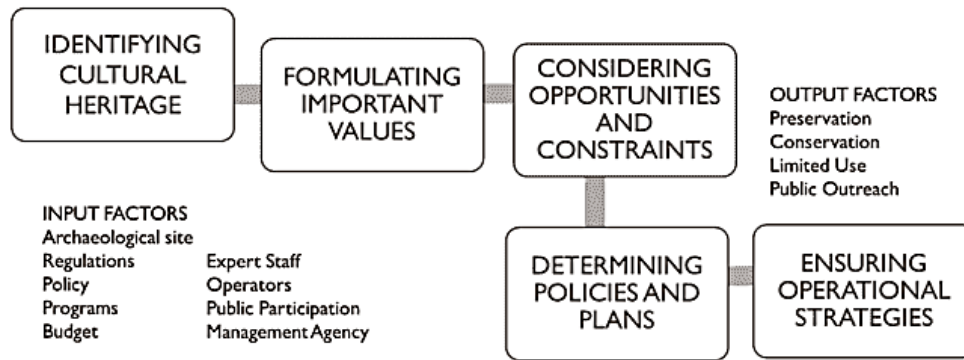 IDENTIFYING
CULTURAL
HERITAGE
FORMULATING
IMPORTANT
VALUES
CONSIDERING
OPPORTUNITIES
AND
CONSTRAINTS
OUTPUT FACTORS
Preservation
Conservation
Limited Use
Public Outreach
INPUT FACTORS
Archaeological site
Regulations Expert Staff
Policy Operators
Programs Public Participation
Budget Management Agency
DETERMINING
POLICIES AND
PLANS
ENSURING
OPERATIONAL
STRATEGIES